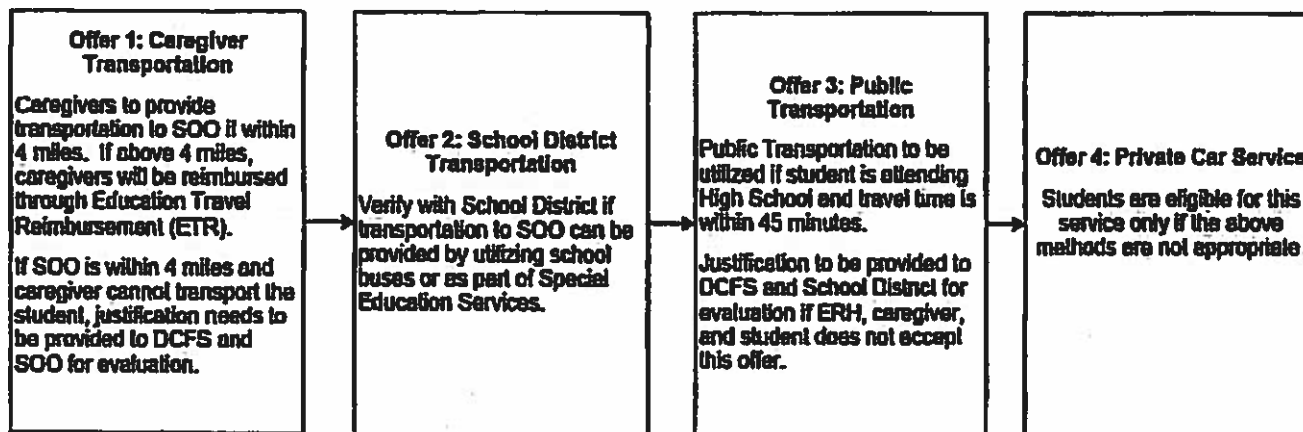 Offer 1: Caregiver
Transportation
Caregivers to provide
transportation to SOO if within
4 miles. If above 4 miles,
caregivers will be reimbursed
through Education Travel
Reimbursement (ETR).
If SOO is within 4 miles and
caregiver cannot transport the
student, justification needs to
be provided to DCFS and
SOO for evaluation.
Offer 2: School District
Transportation
Verify with School District if
transportation to SOO can be
provided by utilizing school
buses or as part of Special
Education Services.
Offer 3: Public
Transportation
Public Transportation to be
utilized if student is attending
High School and travel time is
within 45 minutes.
Justification to be provided to
DCFS and School District for
evaluation if ERH, caregiver,
and student does not accept
this offer.
Offer 4: Private Car Service
Students are eligible for this
service only if the above
methods are not appropriate